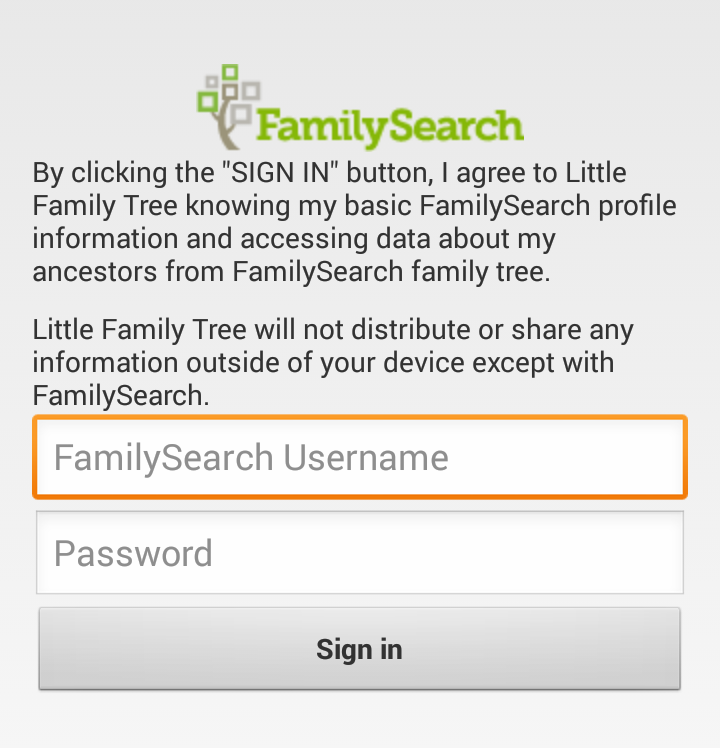 FamilySearch
By clicking the "SIGN IN" button, I agree to Little
Family Tree knowing my basic FamilySearch profile
information and accessing data about my
ancestors from FamilySearch family tree.
Little Family Tree will not distribute or share any
information outside of your device except with
FamilySearch.
FamilySearch Username
Password
Sign in